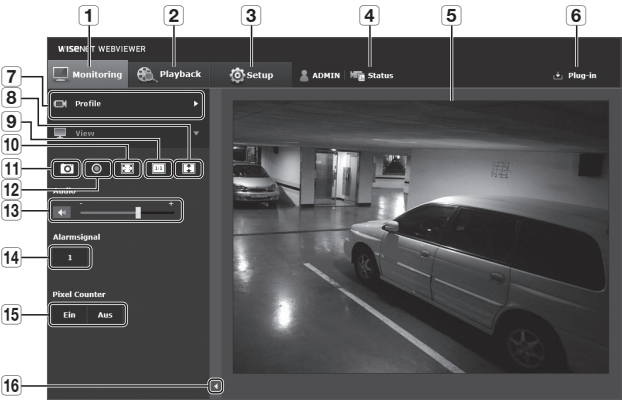 1 2 3 4 5 6
WISENET WEBVIEWER
Monitoring Playback Setup ADMIN Status Plug-in
7
Profile
8
View
9
10
1:1
11
12
Audio
13
- +
Alarmsignal
14
1
Pixel Counter
15
Ein Aus
16